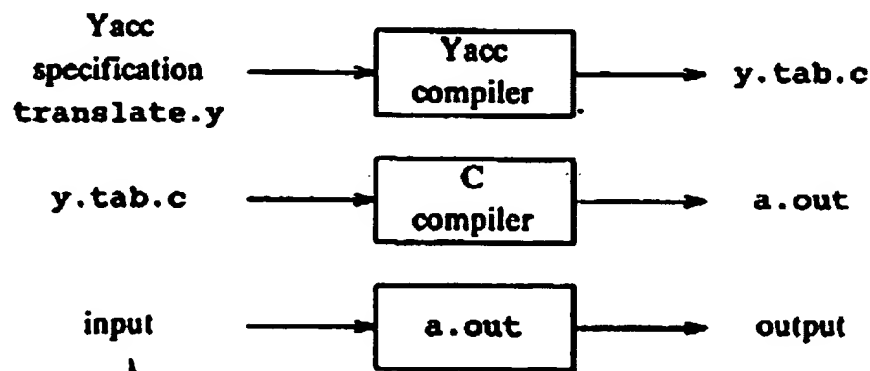 Yacc
specification
translate.y
Yacc
compiler
y.tab.c
y.tab.c
C
compiler
a.out
input
a.out
output